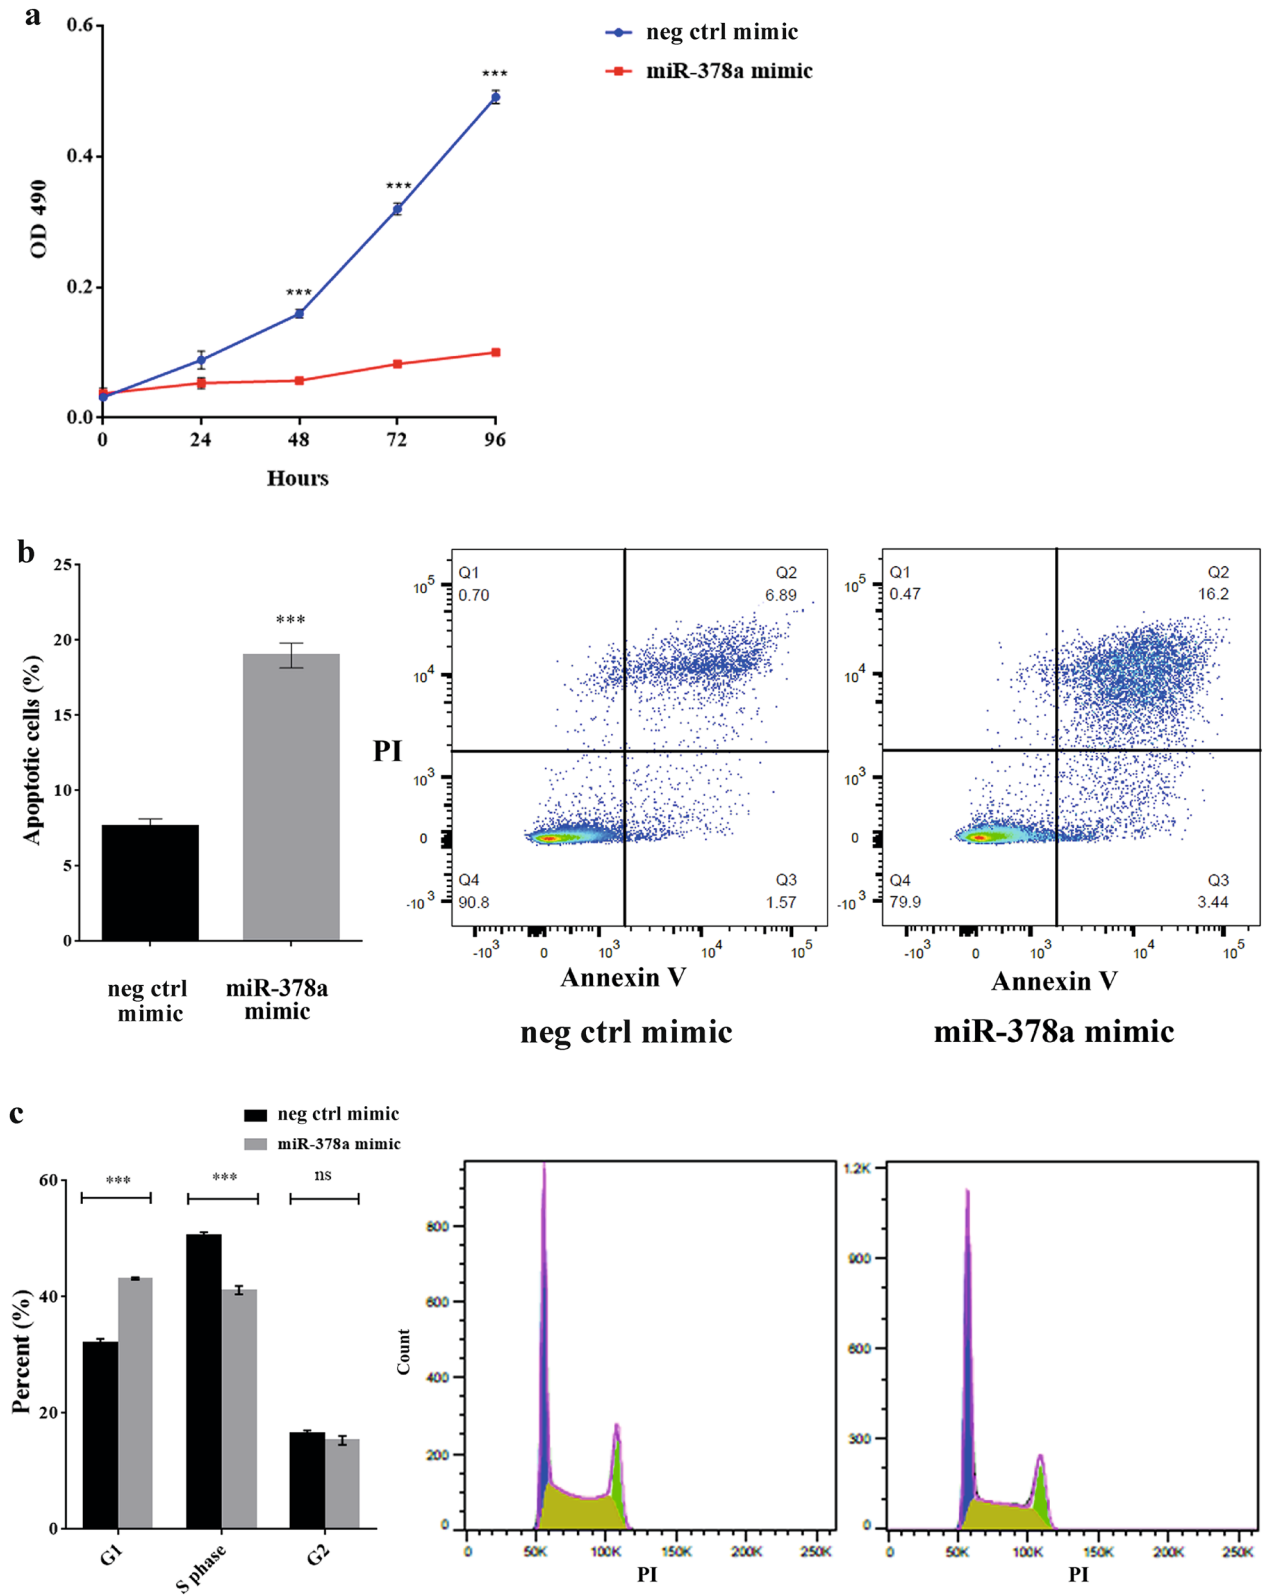 a
neg ctrl mimic
miR-378a mimic
0.6
0.4
0.2
0.0
OD 490
***
***
***
0 24 48 72 96
Hours
b
25
20
15
10
5
0
Apoptotic cells (%)
***
neg ctrl
mimic
miR-378a
mimic
PI
10^5
10^4
10^3
0
-10^3
Q1
0.70
Q2
6.89
Q4
90.8
Q3
1.57
-10^3 0 10^3 10^4 10^5
Annexin V
neg ctrl mimic
10^5
10^4
10^3
0
-10^3
Q1
0.47
Q2
16.2
Q4
79.9
Q3
3.44
-10^3 0 10^3 10^4 10^5
Annexin V
miR-378a mimic
c
neg ctrl mimic
miR-378a mimic
60
40
20
0
Percent (%)
*** *** ns
G1 S phase G2
Count
800
600
400
200
0
0 50K 100K 150K 200K 250K
PI
1.2K
900
600
300
0
0 50K 100K 150K 200K 250K
PI